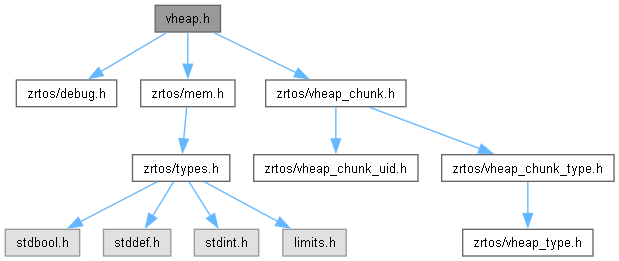 vheap.h
zrtos/debug.h
zrtos/mem.h
zrtos/vheap_chunk.h
zrtos/types.h
zrtos/vheap_chunk_uid.h
zrtos/vheap_chunk_type.h
stdbool.h
stddef.h
stdint.h
limits.h
zrtos/vheap_type.h